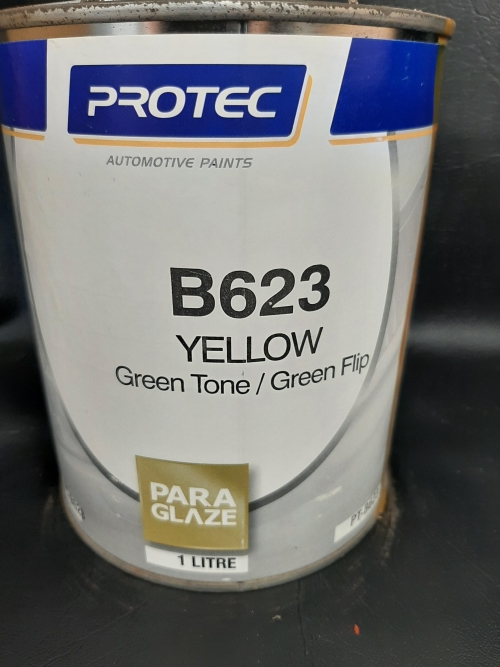 PROTEC
AUTOMOTIVE PAINTS
B623
YELLOW
Green Tone / Green Flip
PARA
GLAZE
1 LITRE